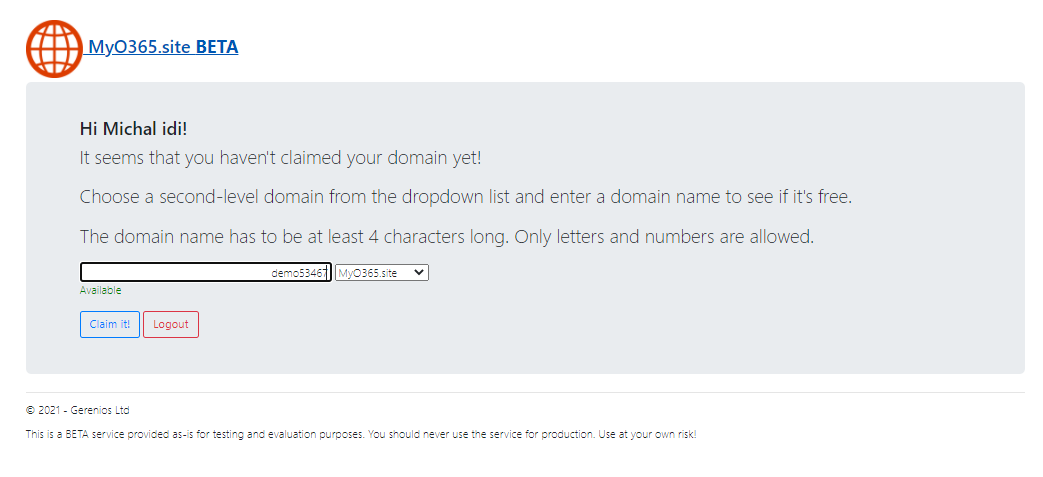 MyO365.site BETA
Hi Michal idi!
It seems that you haven't claimed your domain yet!
Choose a second-level domain from the dropdown list and enter a domain name to see if it's free.
The domain name has to be at least 4 characters long. Only letters and numbers are allowed.
demo53467 MyO365.site
Available
Claim it! Logout
© 2021 - Gerenios Ltd
This is a BETA service provided as-is for testing and evaluation purposes. You should never use the service for production. Use at your own risk!